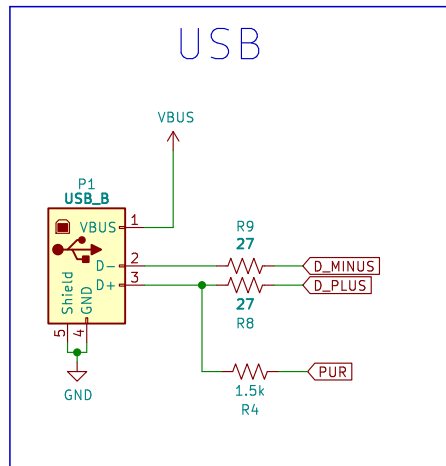 USB
VBUS
P1
USB_B
VBUS
1
R9
27
D-
2
D_MINUS
D+
3
D_PLUS
27
R8
Shield
GND
5
4
PUR
1.5k
R4
GND